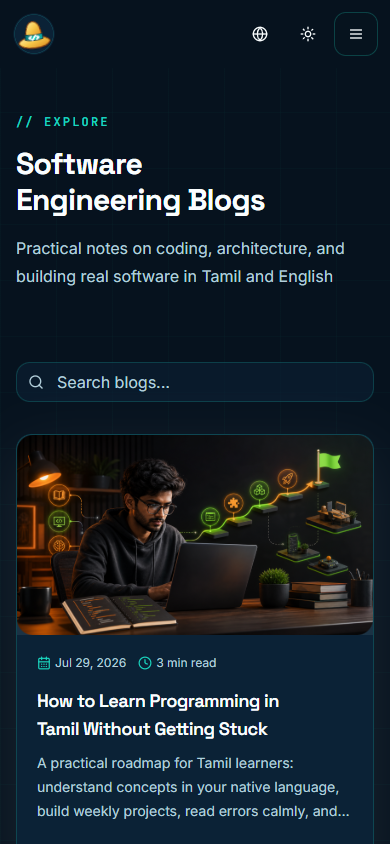 // EXPLORE
Software
Engineering Blogs
Practical notes on coding, architecture, and
building real software in Tamil and English
Search blogs...
Jul 29, 2026 3 min read
How to Learn Programming in
Tamil Without Getting Stuck
A practical roadmap for Tamil learners:
understand concepts in your native language,
build weekly projects, read errors calmly, and...